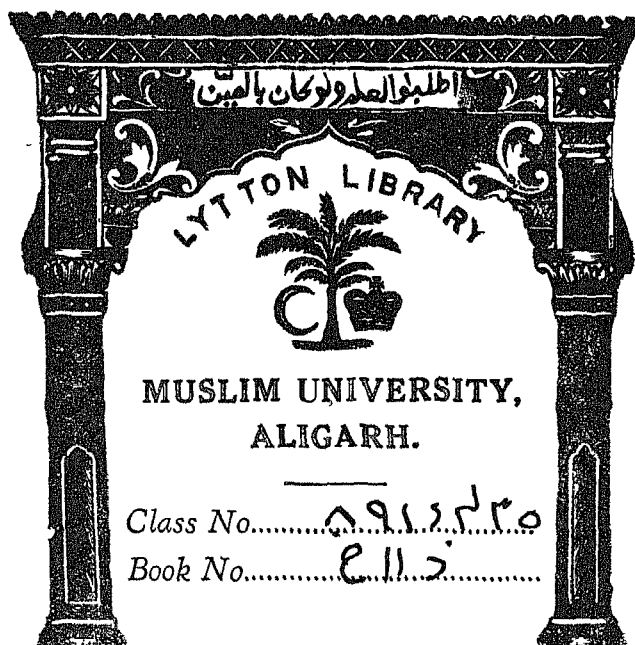 اطلبوا العلم ولو كان بالصين
LYTTON LIBRARY
MUSLIM UNIVERSITY,
ALIGARH.
Class No.
Book No.